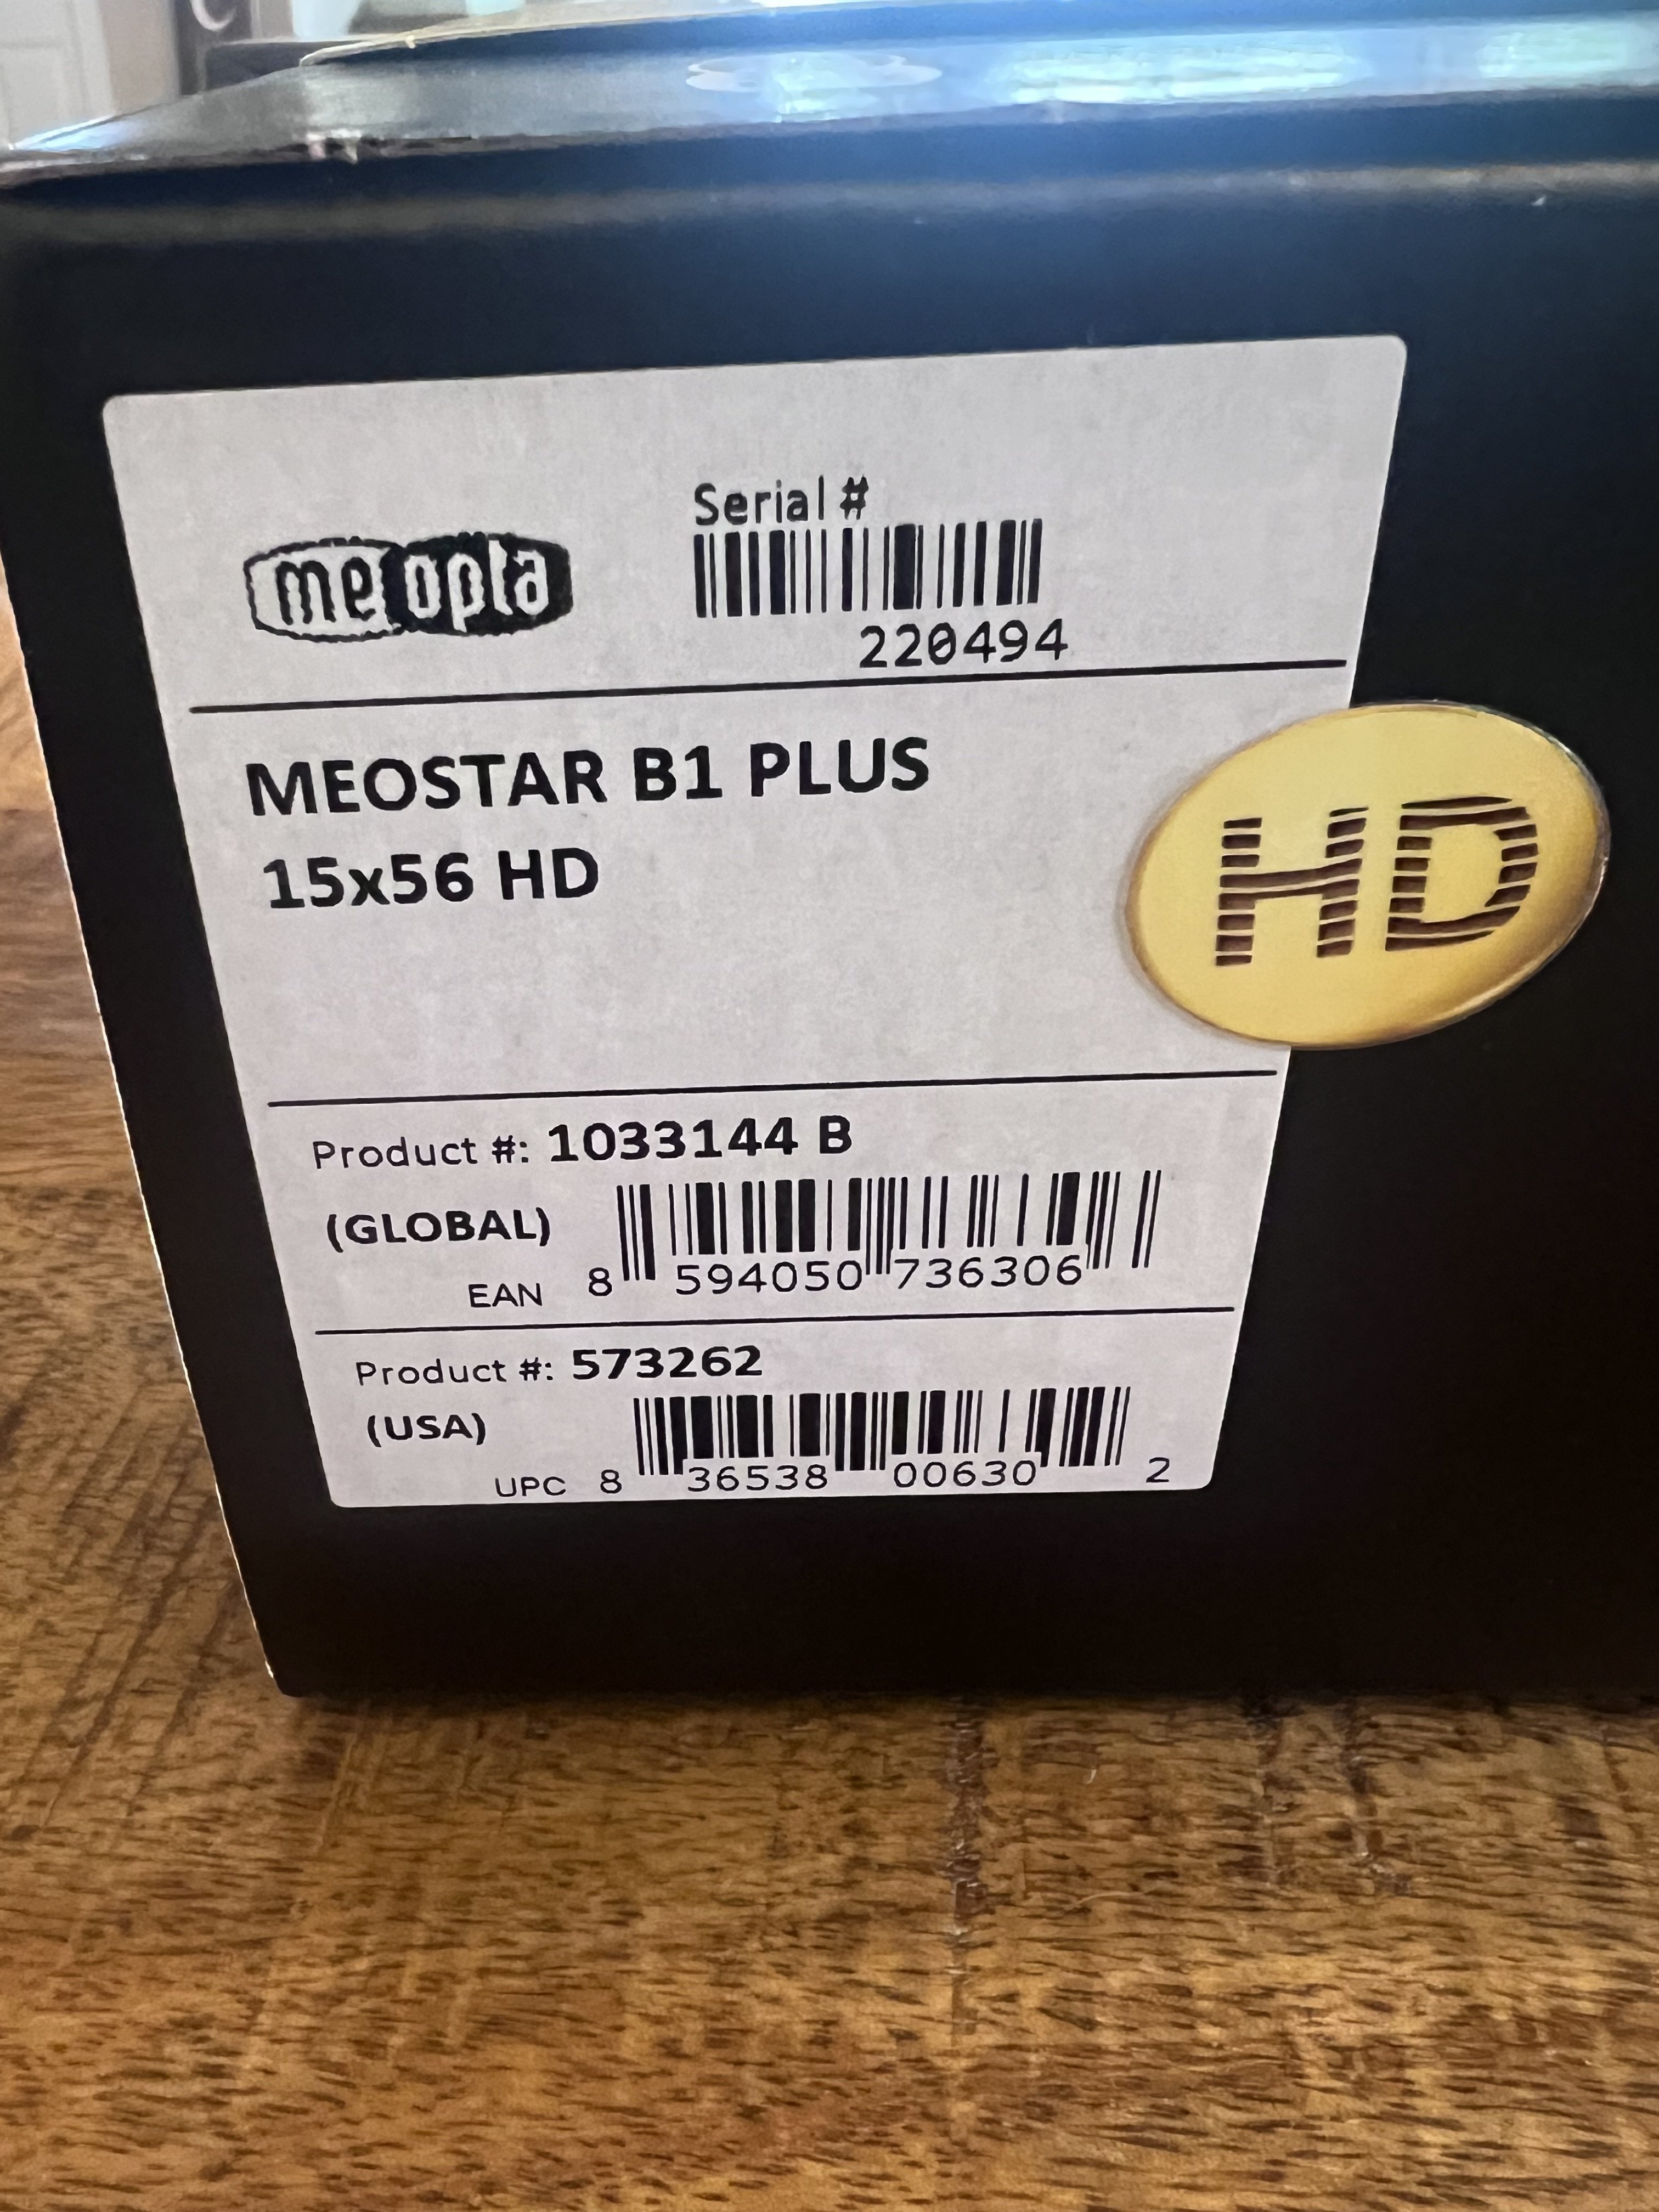 meopta
Serial #
220494
MEOSTAR B1 PLUS
15x56 HD
HD
Product #: 1033144 B
(GLOBAL)
EAN 8 594050 736306
Product #: 573262
(USA)
UPC 8 36538 00630 2